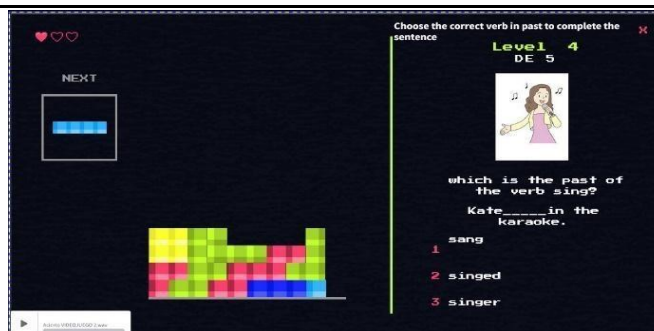 Choose the correct verb in past to complete the
sentence
x
Level 4
DE 5
NEXT
which is the past of
the verb sing?
Kate_____in the
karaoke.
1 sang
2 singed
3 singer